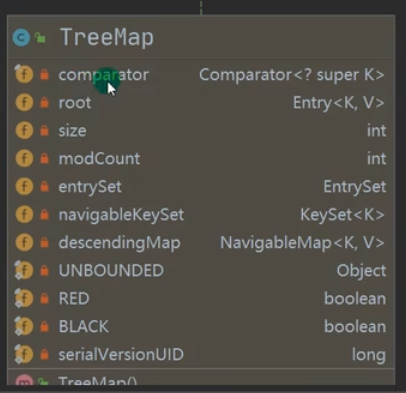 TreeMap
comparator Comparator<? super K>
root Entry<K, V>
size int
modCount int
entrySet EntrySet
navigableKeySet KeySet<K>
descendingMap NavigableMap<K, V>
UNBOUNDED Object
RED boolean
BLACK boolean
serialVersionUID long
TreeMap()